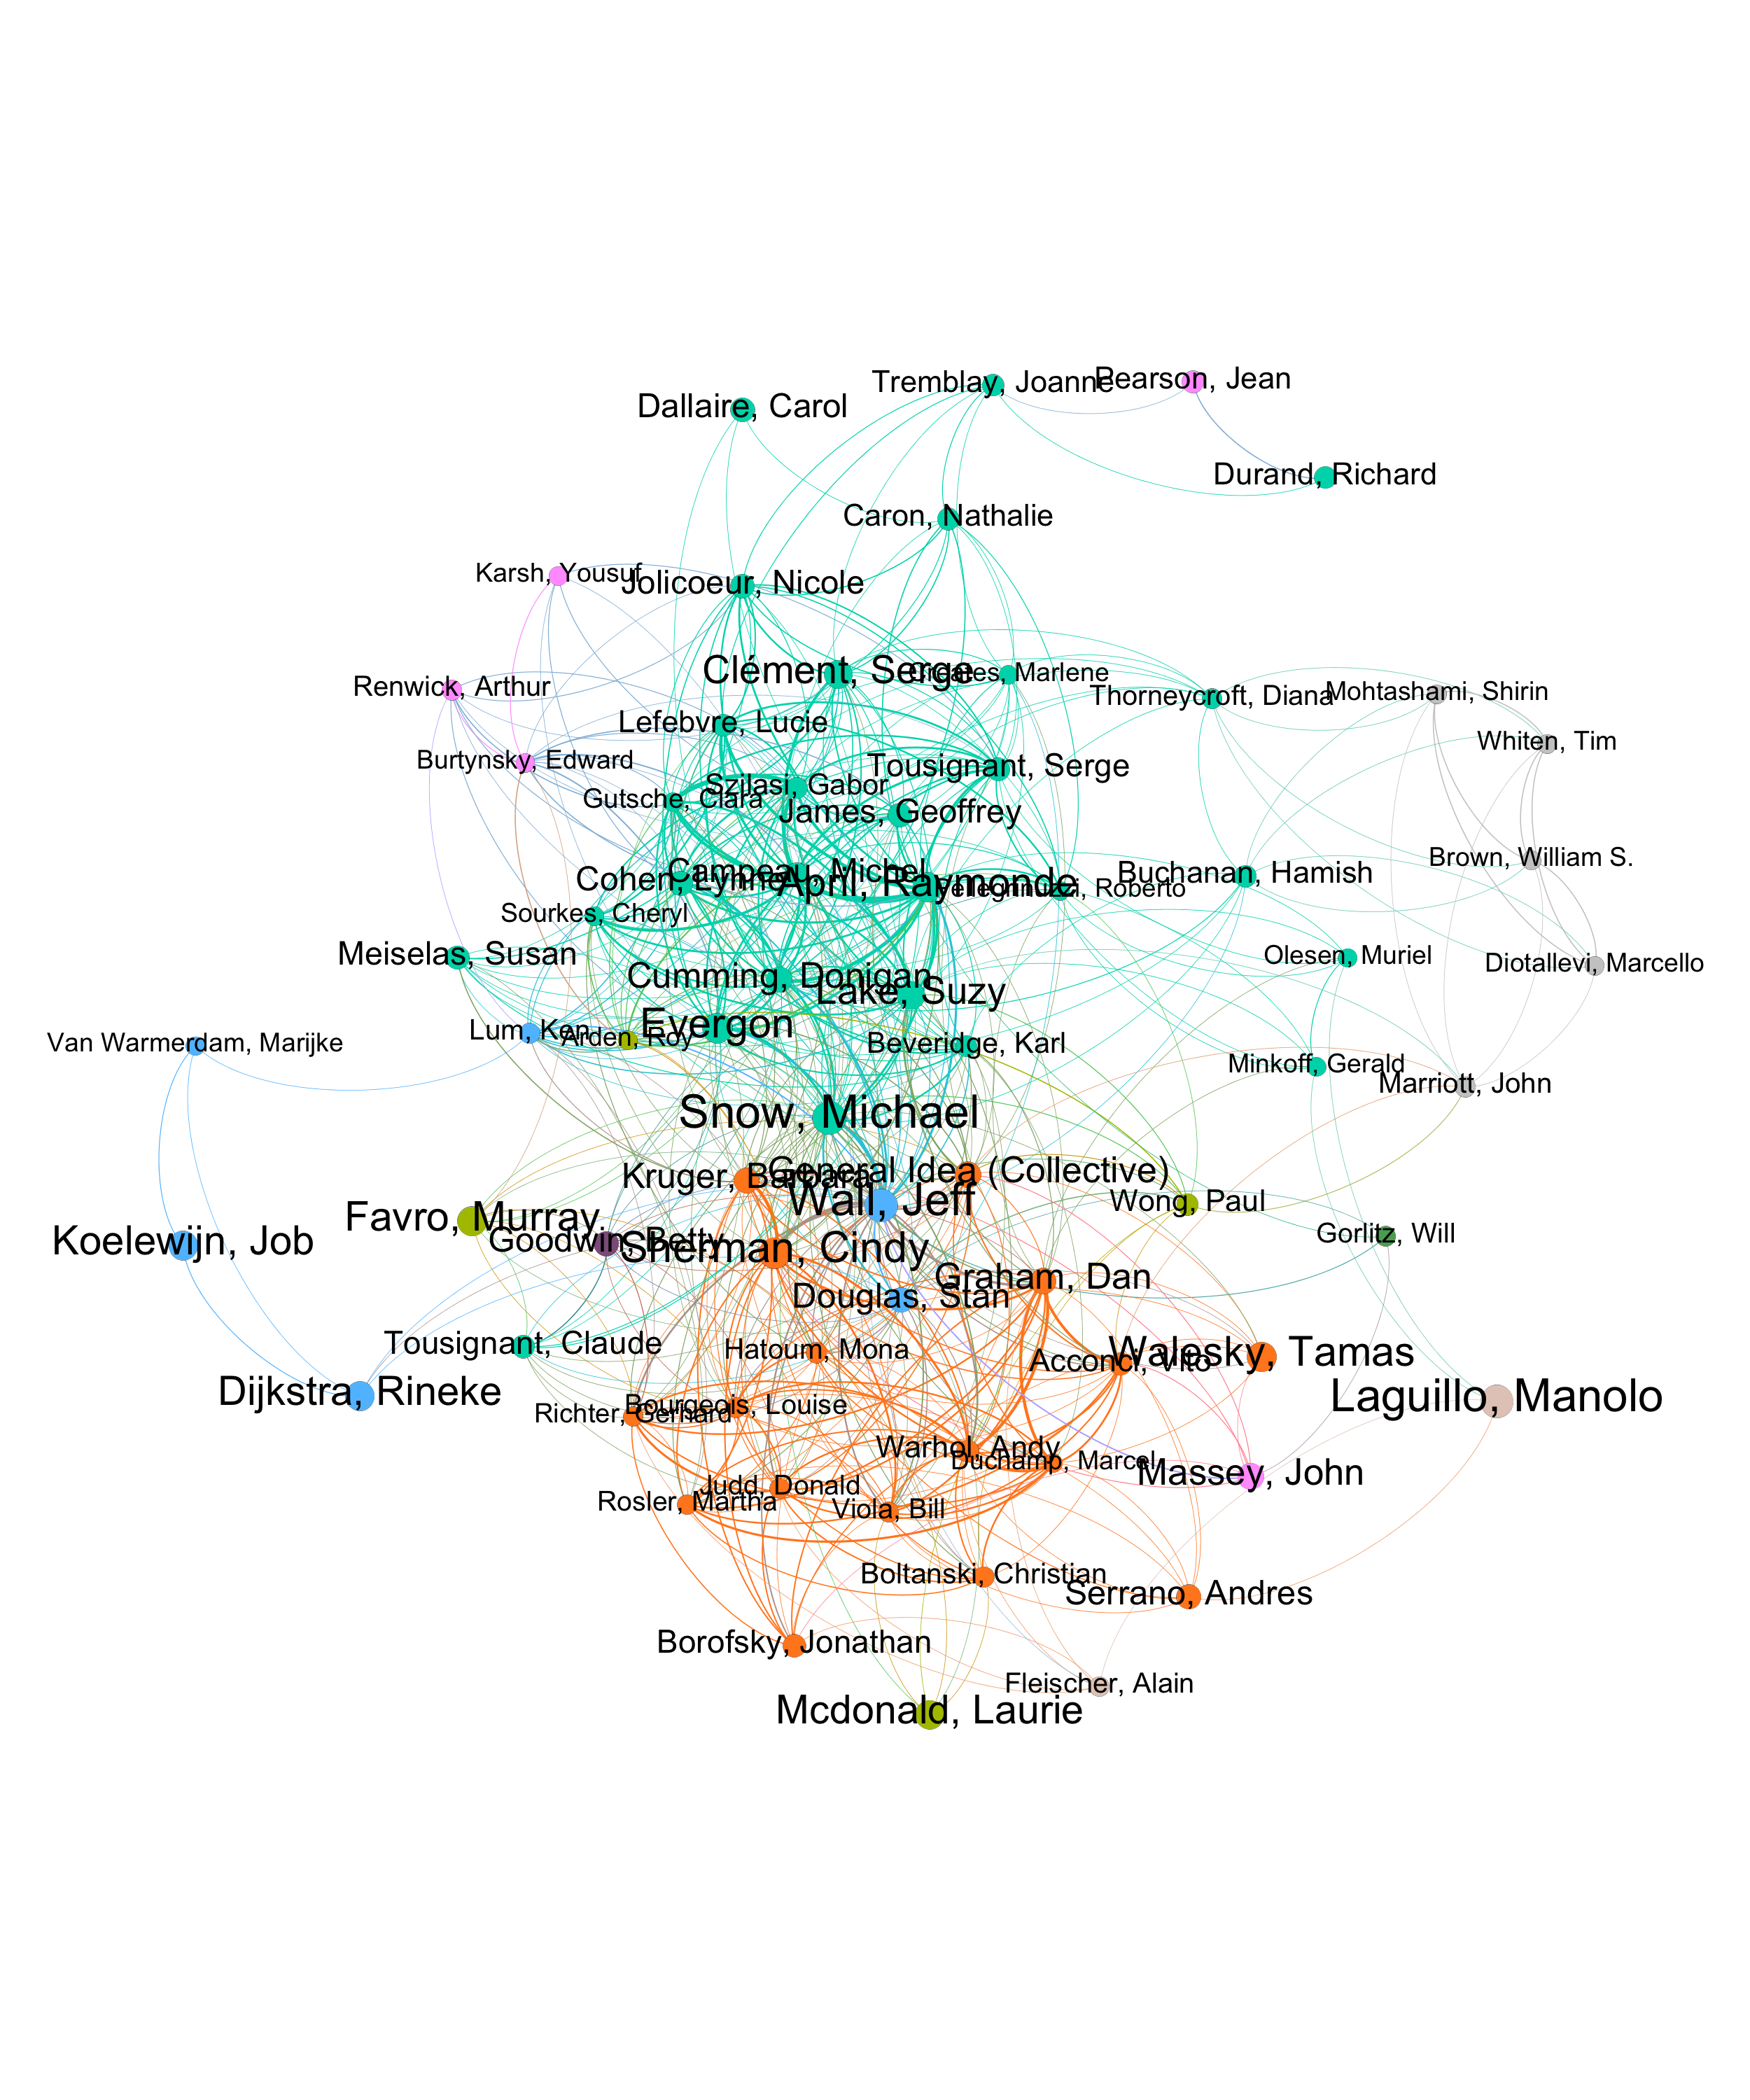 Tremblay, Joanne
Pearson, Jean
Dallaire, Carol
Durand, Richard
Caron, Nathalie
Karsh, Yousuf
Jolicoeur, Nicole
Clément, Serge
Creates, Marlene
Renwick, Arthur
Thorneycroft, Diana
Mohtashami, Shirin
Lefebvre, Lucie
Whiten, Tim
Burtynsky, Edward
Tousignant, Serge
Szilasi, Gabor
Gutsche, Clara
James, Geoffrey
Brown, William S.
Campeau, Michel
Cohen, Lynne
April, Raymonde
Pellegrinuzzi, Roberto
Buchanan, Hamish
Sourkes, Cheryl
Meiselas, Susan
Olesen, Muriel
Diotallevi, Marcello
Cumming, Donigan
Lake, Suzy
Evergon
Lum, Ken
Arden, Roy
Van Warmerdam, Marijke
Beveridge, Karl
Minkoff, Gerald
Marriott, John
Snow, Michael
General Idea (Collective)
Kruger, Barbara
Wall, Jeff
Wong, Paul
Favro, Murray
Gorlitz, Will
Koelewijn, Job
Goodwin, Betty
Sherman, Cindy
Graham, Dan
Douglas, Stan
Tousignant, Claude
Hatoum, Mona
Acconci, Vito
Walesky, Tamas
Dijkstra, Rineke
Laguillo, Manolo
Bourgeois, Louise
Richter, Gerhard
Warhol, Andy
Duchamp, Marcel
Massey, John
Judd, Donald
Rosler, Martha
Viola, Bill
Boltanski, Christian
Serrano, Andres
Borofsky, Jonathan
Fleischer, Alain
Mcdonald, Laurie